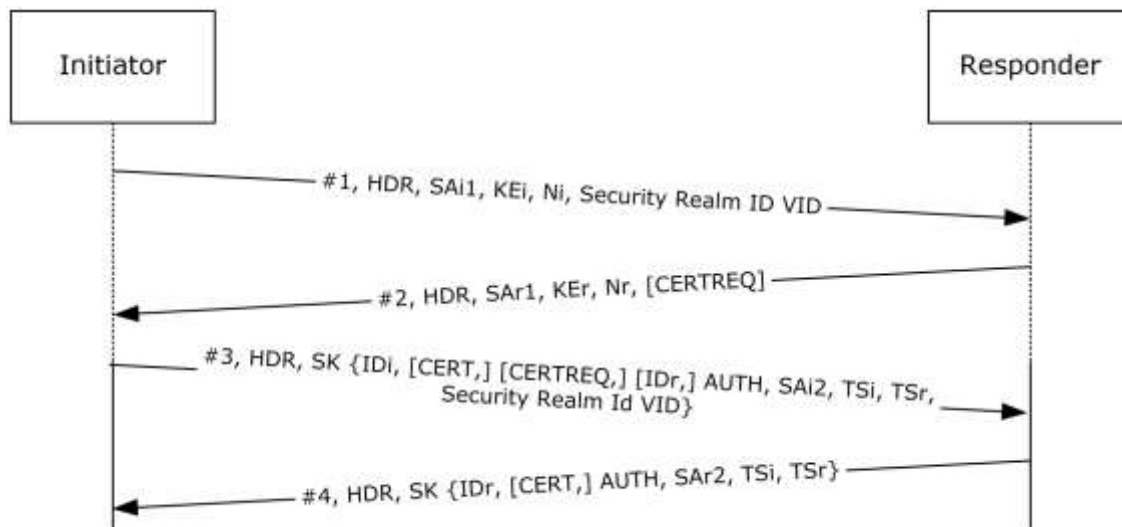 Initiator
Responder
#1, HDR, SAi1, KEi, Ni, Security Realm ID VID
#2, HDR, SAr1, KEr, Nr, [CERTREQ]
#3, HDR, SK {IDi, [CERT,] [CERTREQ,] [IDr,] AUTH, SAi2, TSi, TSr,
Security Realm Id VID}
#4, HDR, SK {IDr, [CERT,] AUTH, SAr2, TSi, TSr}